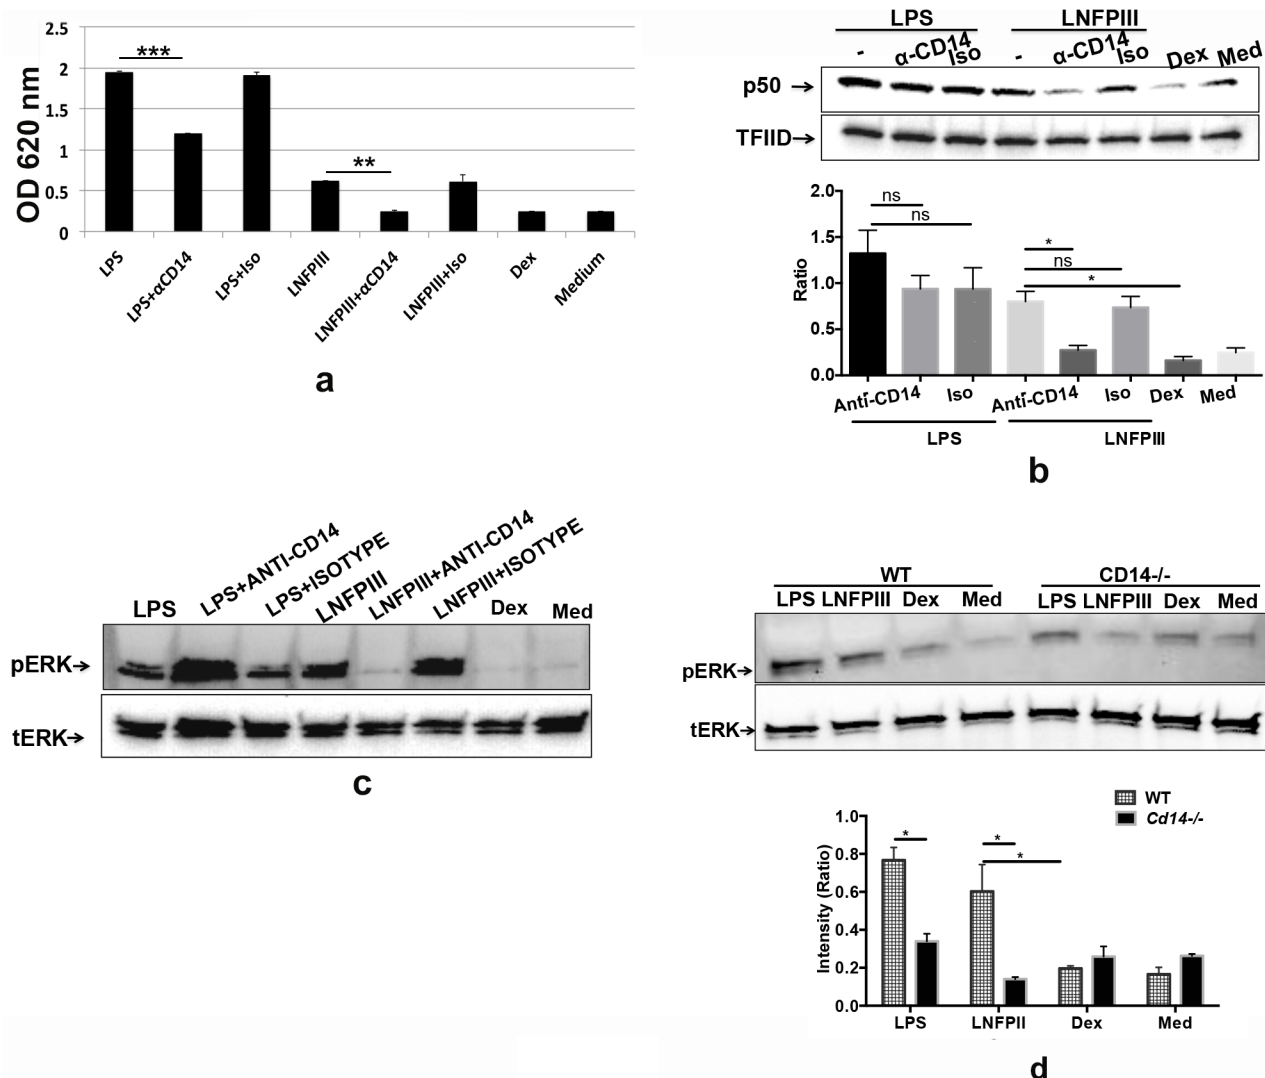 OD 620 nm
2.5
2
1.5
1
0.5
0
***
**
LPS
LPS+αCD14
LPS+Iso
LNFPIII
LNFPIII+αCD14
LNFPIII+Iso
Dex
Medium
a
LPS LNFPIII
- α-CD14 Iso - α-CD14 Iso Dex Med
p50
TFIID
Ratio
2.0
1.5
1.0
0.5
0.0
ns
ns
*
ns
*
- Anti-CD14 Iso - Anti-CD14 Iso Dex Med
LPS LNFPIII
b
LPS LPS+ANTI-CD14 LPS+ISOTYPE LNFPIII LNFPIII+ANTI-CD14 LNFPIII+ISOTYPE Dex Med
pERK
tERK
c
WT CD14-/-
LPS LNFPIII Dex Med LPS LNFPIII Dex Med
pERK
tERK
WT
Cd14-/-
Intensity (Ratio)
1.0
0.8
0.6
0.4
0.2
0.0
*
*
*
LPS LNFPII Dex Med
d